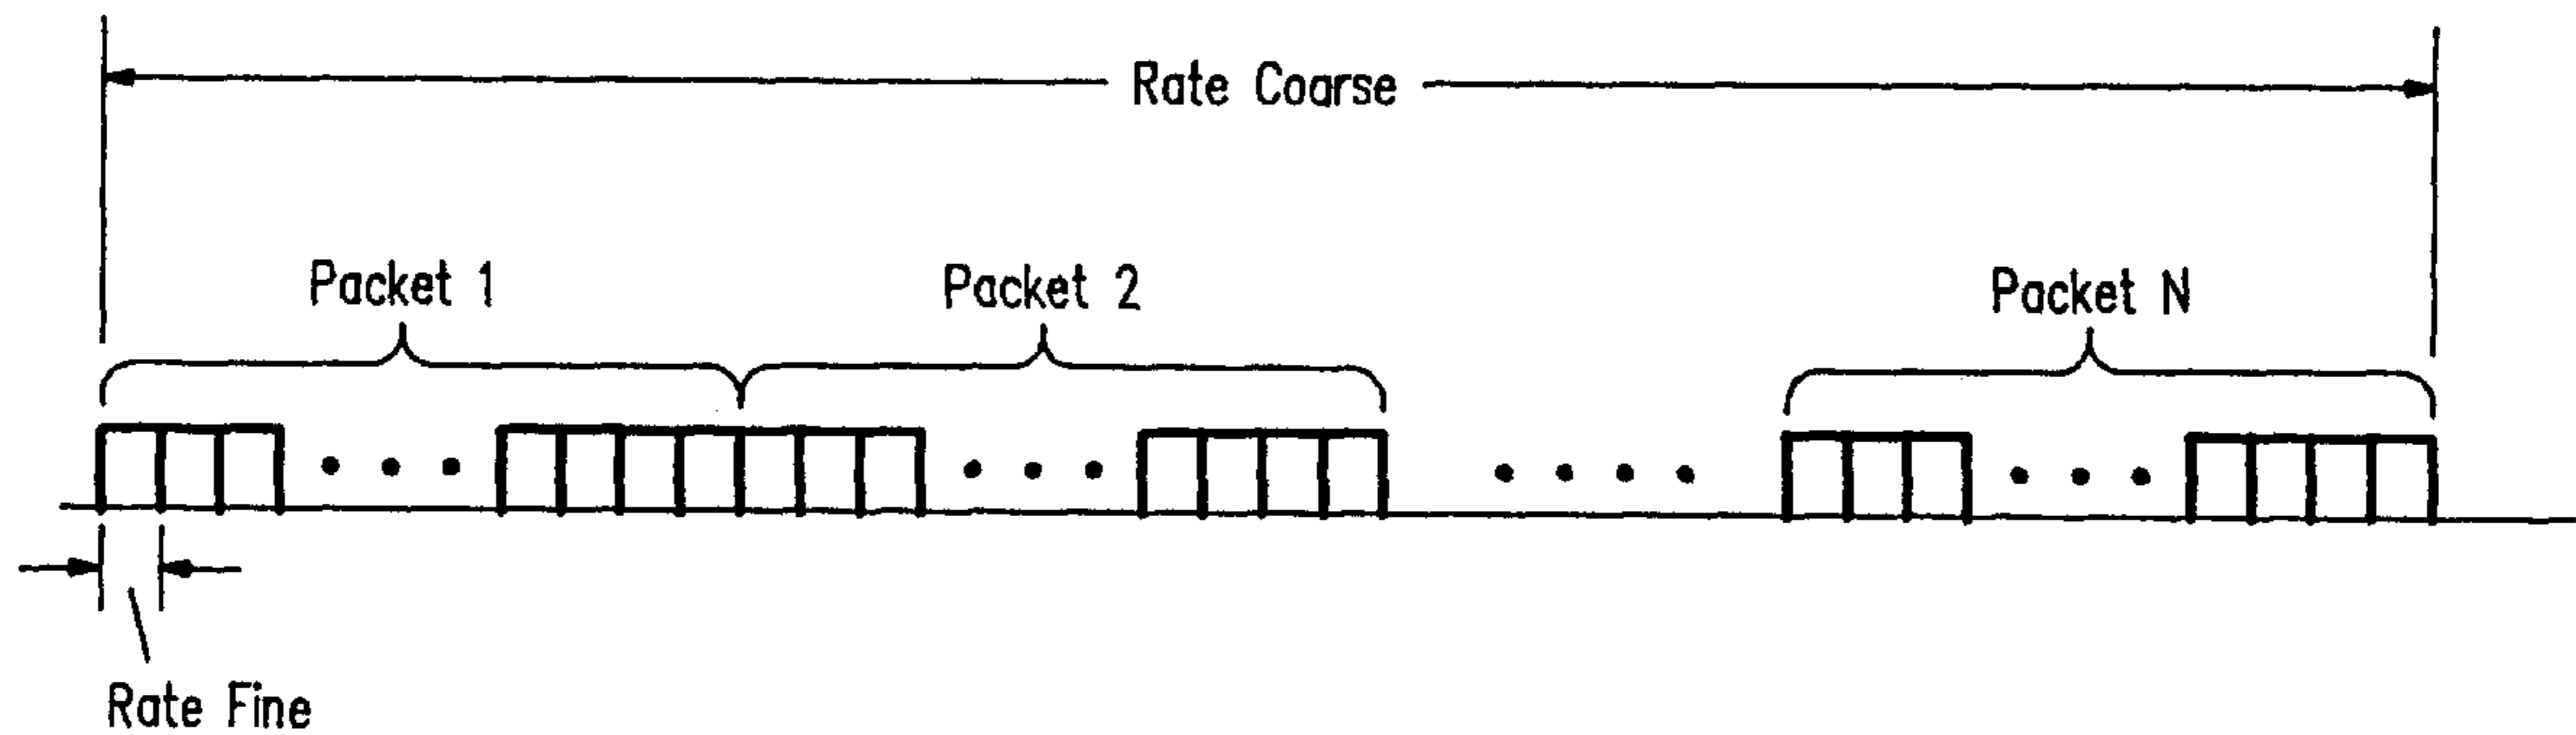 Rate Coarse
Packet 1
Packet 2
Packet N
Rate Fine